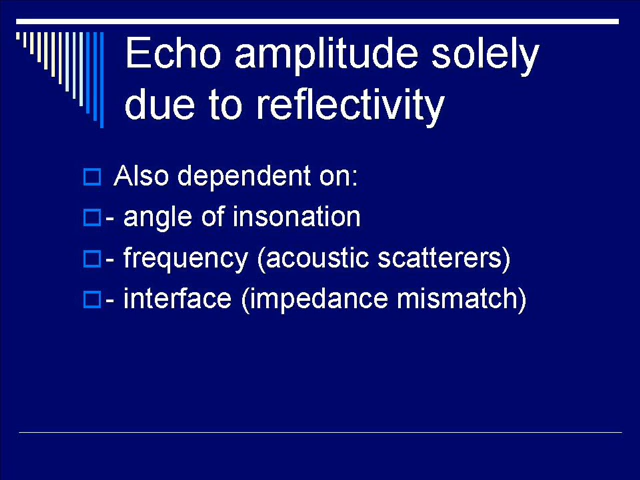 Echo amplitude solely
due to reflectivity
Also dependent on:
- angle of insonation
- frequency (acoustic scatterers)
- interface (impedance mismatch)